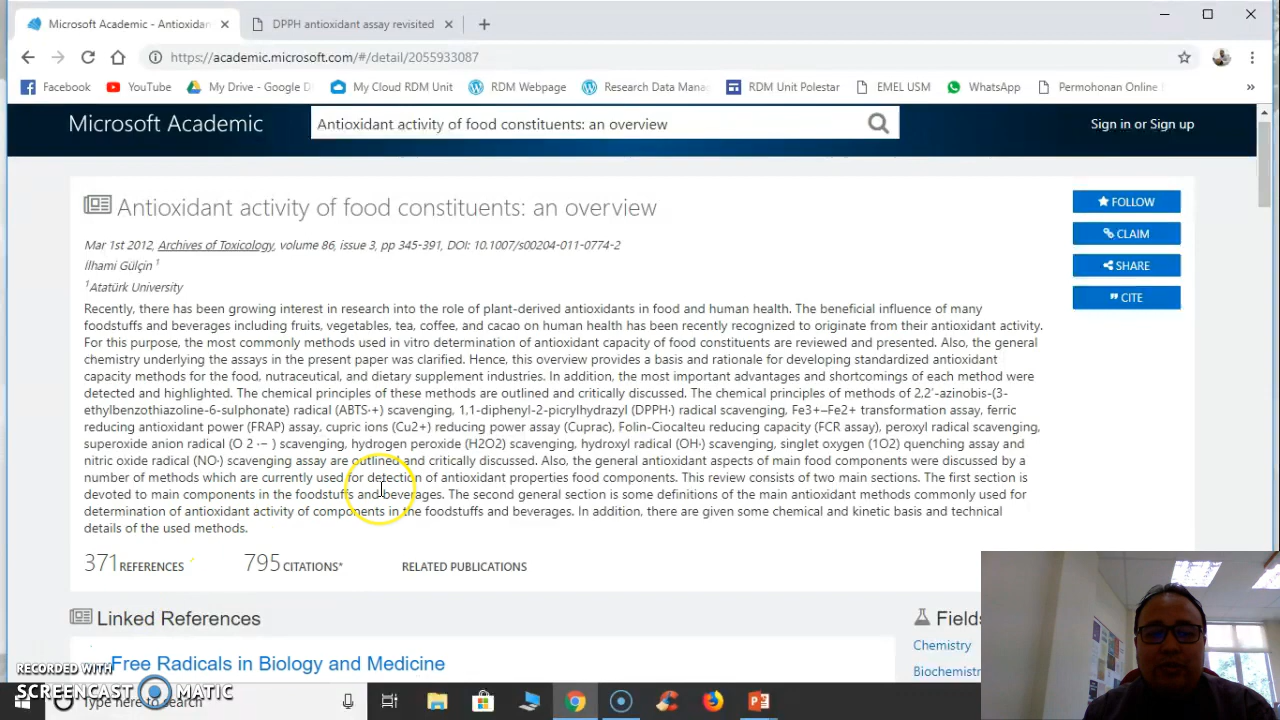 Microsoft Academic - Antioxidan
DPPH antioxidant assay revisited
https://academic.microsoft.com/#/detail/2055933087
Facebook
YouTube
My Drive - Google D
My Cloud RDM Unit
RDM Webpage
Research Data Mana
RDM Unit Polestar
EMEL USM
WhatsApp
Permohonan Online
»
Microsoft Academic
Antioxidant activity of food constituents: an overview
Sign in or Sign up
Antioxidant activity of food constituents: an overview
Mar 1st 2012, Archives of Toxicology, volume 86, issue 3, pp 345-391, DOI: 10.1007/s00204-011-0774-2
İlhami Gülçin 1
1Atatürk University
FOLLOW
CLAIM
SHARE
CITE
Recently, there has been growing interest in research into the role of plant-derived antioxidants in food and human health. The beneficial influence of many
foodstuffs and beverages including fruits, vegetables, tea, coffee, and cacao on human health has been recently recognized to originate from their antioxidant activity.
For this purpose, the most commonly methods used in vitro determination of antioxidant capacity of food constituents are reviewed and presented. Also, the general
chemistry underlying the assays in the present paper was clarified. Hence, this overview provides a basis and rationale for developing standardized antioxidant
capacity methods for the food, nutraceutical, and dietary supplement industries. In addition, the most important advantages and shortcomings of each method were
detected and highlighted. The chemical principles of these methods are outlined and critically discussed. The chemical principles of methods of 2,2′-azinobis-(3-
ethylbenzothiazoline-6-sulphonate) radical (ABTS·+) scavenging, 1,1-diphenyl-2-picrylhydrazyl (DPPH·) radical scavenging, Fe3+–Fe2+ transformation assay, ferric
reducing antioxidant power (FRAP) assay, cupric ions (Cu2+) reducing power assay (Cuprac), Folin-Ciocalteu reducing capacity (FCR assay), peroxyl radical scavenging,
superoxide anion radical (O 2 ·− ) scavenging, hydrogen peroxide (H2O2) scavenging, hydroxyl radical (OH·) scavenging, singlet oxygen (1O2) quenching assay and
nitric oxide radical (NO·) scavenging assay are outlined and critically discussed. Also, the general antioxidant aspects of main food components were discussed by a
number of methods which are currently used for detection of antioxidant properties food components. This review consists of two main sections. The first section is
devoted to main components in the foodstuffs and beverages. The second general section is some definitions of the main antioxidant methods commonly used for
determination of antioxidant activity of components in the foodstuffs and beverages. In addition, there are given some chemical and kinetic basis and technical
details of the used methods.
371 REFERENCES
795 CITATIONS*
RELATED PUBLICATIONS
Linked References
Fields
Free Radicals in Biology and Medicine
Chemistry
Biochemistry
RECORDED WITH
SCREENCAST MATIC
Type here to search